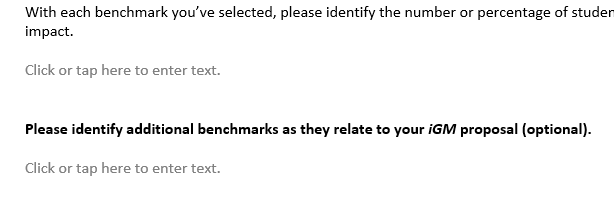 With each benchmark you've selected, please identify the number or percentage of
impact.
Click or tap here to enter text.
Please identify additional benchmarks as they relate to your iGM proposal (optional).
Click or tap here to enter text.